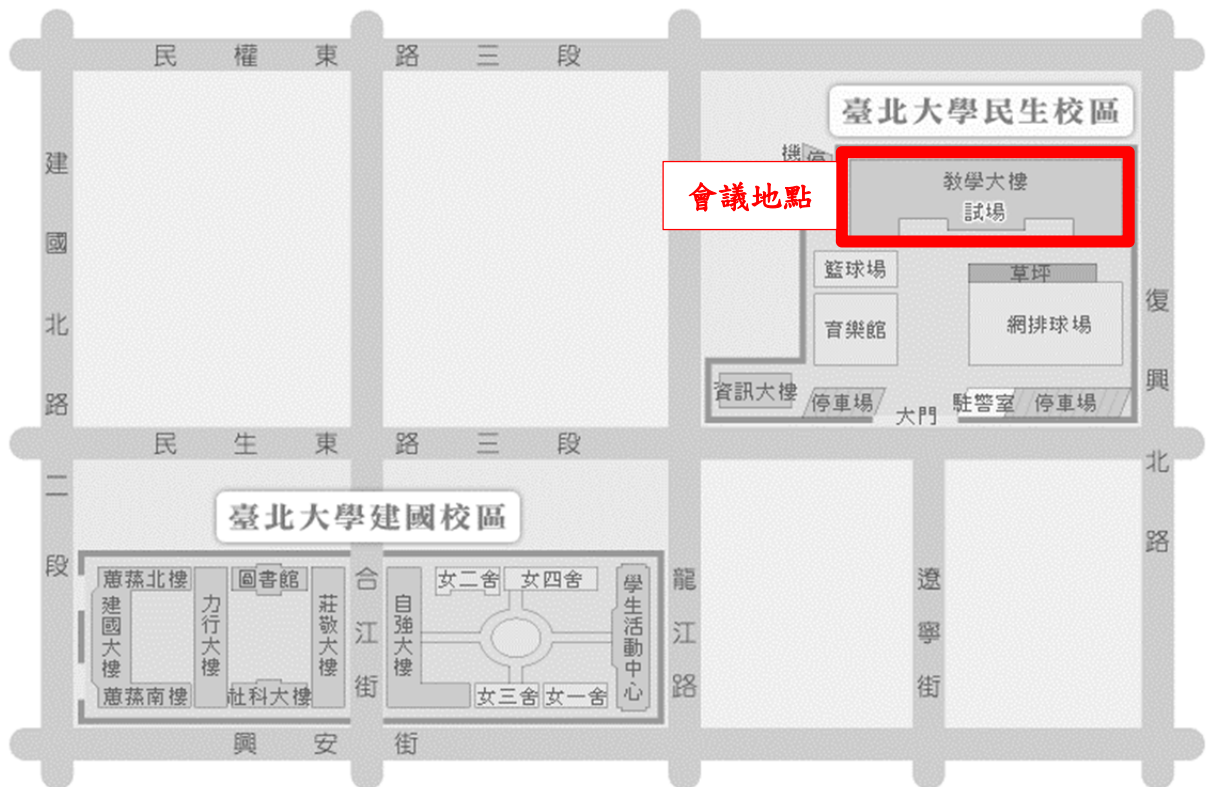 民權東路三段
臺北大學民生校區
機
停
會議地點
教學大樓
試場
籃球場
草坪
育樂館
網排球場
資訊大樓
停車場
大門
駐警室
停車場
建國北路二段
復興北路
民生東路三段
臺北大學建國校區
蕙蓀北樓
圖書館
建國大樓
力行大樓
莊敬大樓
蕙蓀南樓
社科大樓
合江街
自強大樓
女二舍
女四舍
學生活動中心
女三舍
女一舍
龍江路
遼寧街
興安街